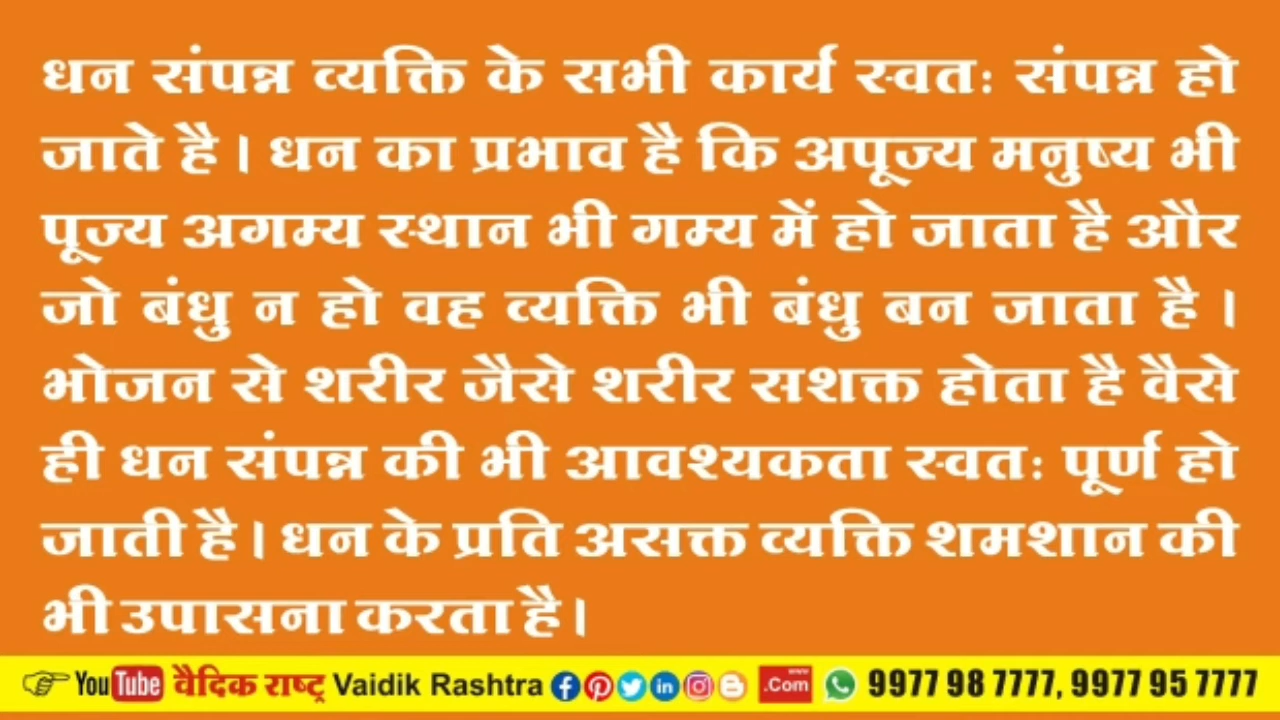 धन संपन्न व्यक्ति के सभी कार्य स्वतः संपन्न हो
जाते है। धन का प्रभाव है कि अपूज्य मनुष्य भी
पूज्य अगम्य स्थान भी गम्य में हो जाता है और
जो बंधु न हो वह व्यक्ति भी बंधु बन जाता है।
भोजन से शरीर जैसे शरीर सशक्त होता है वैसे
ही धन संपन्न की भी आवश्यकता स्वतः पूर्ण हो
जाती है। धन के प्रति असक्त व्यक्ति शमशान की
भी उपासना करता है।
YouTube वैदिक राष्ट्र Vaidik Rashtra www .Com 9977 98 7777, 9977 95 7777